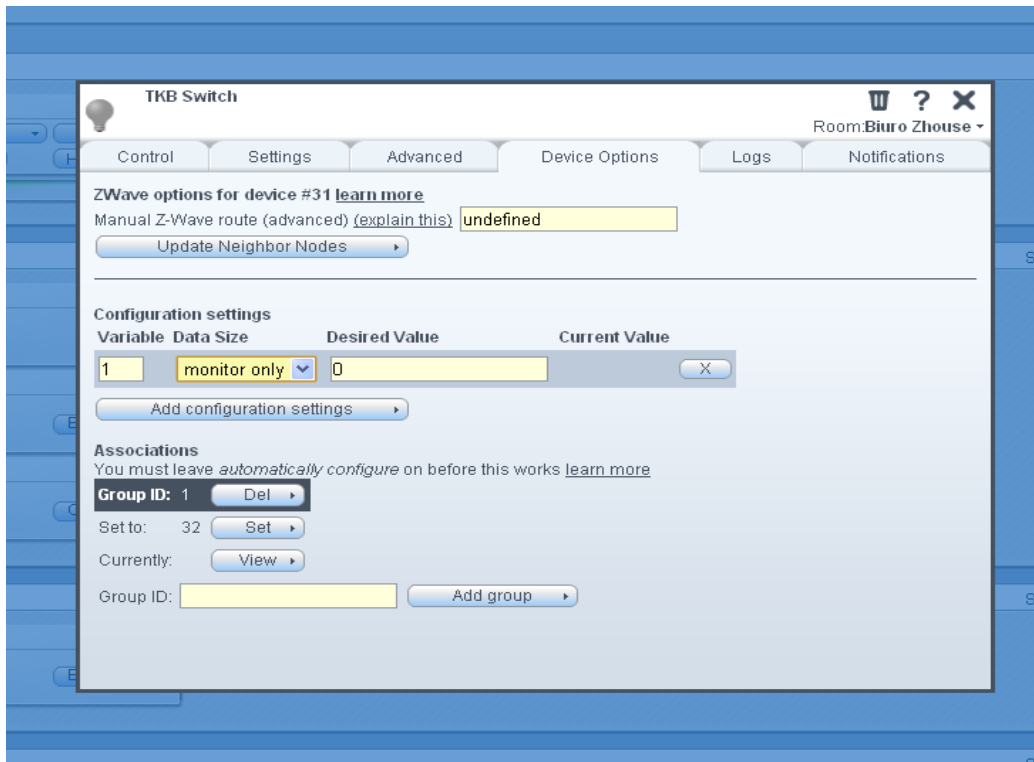 TKB Switch
?
Room:Biuro Zhouse
Control Settings Advanced Device Options Logs Notifications
ZWave options for device #31 learn more
Manual Z-Wave route (advanced) (explain this) undefined
Update Neighbor Nodes
Configuration settings
Variable Data Size Desired Value Current Value
1 monitor only 0 X
Add configuration settings
Associations
You must leave automatically configure on before this works learn more
Group ID: 1 Del
Set to: 32 Set
Currently: View
Group ID: Add group